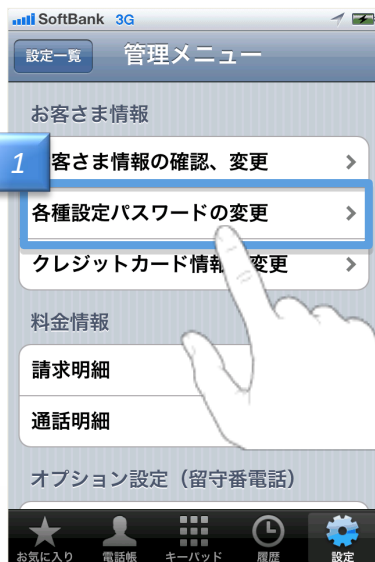 SoftBank 3G
設定一覧 管理メニュー
お客さま情報
1
客さま情報の確認、変更
各種設定パスワードの変更
クレジットカード情報 変更
料金情報
請求明細
通話明細
オプション設定（留守番電話）
お気に入り 電話帳 キーパッド 履歴 設定